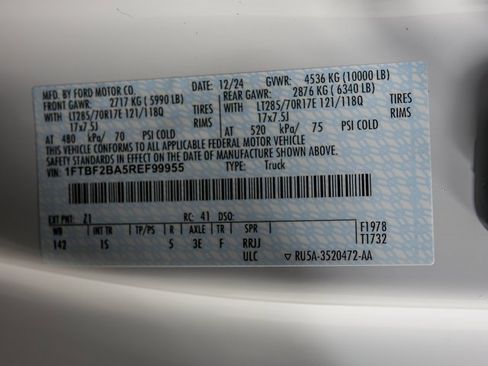 MFD. BY FORD MOTOR CO. DATE: 12/24 GVWR: 4536 KG (10000 LB)
FRONT GAWR: 2717 KG (5990 LB) REAR GAWR: 2876 KG (6340 LB)
WITH LT285/70R17E 121/118Q TIRES WITH LT285/70R17E 121/118Q TIRES
17x7.5J RIMS 17x7.5J RIMS
AT 480 kPa/ 70 PSI COLD AT 520 kPa/ 75 PSI COLD
THIS VEHICLE CONFORMS TO ALL APPLICABLE FEDERAL MOTOR VEHICLE
SAFETY AND THEFT PREVENTION STANDARDS IN EFFECT ON THE DATE OF MANUFACTURE SHOWN ABOVE.
VIN: 1FTBF2BA5REF99955 TYPE: Truck
EXT PNT: Z1 RC: 41 DSO:
WB INT TR TP/PS R AXLE TR SPR F1978
142 1S 5 3E F RRJJ T1732
ULC ▽ RU5A-3520472-AA